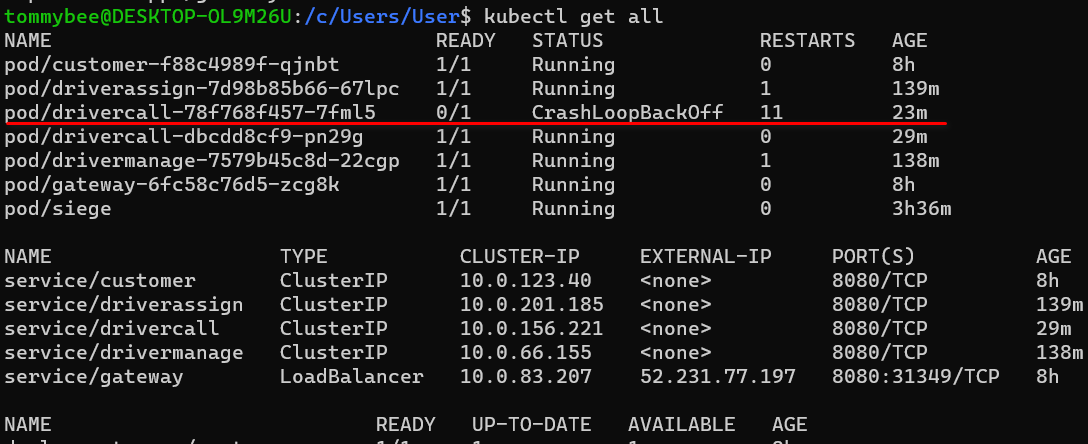 tommybee@DESKTOP-OL9M26U:/c/Users/User$ kubectl get all
NAME READY STATUS RESTARTS AGE
pod/customer-f88c4989f-qjnbt 1/1 Running 0 8h
pod/driverassign-7d98b85b66-67lpc 1/1 Running 1 139m
pod/drivercall-78f768f457-7fml5 0/1 CrashLoopBackOff 11 23m
pod/drivercall-dbcdd8cf9-pn29g 1/1 Running 0 29m
pod/drivermanage-7579b45c8d-22cgp 1/1 Running 1 138m
pod/gateway-6fc58c76d5-zcg8k 1/1 Running 0 8h
pod/siege 1/1 Running 0 3h36m
NAME TYPE CLUSTER-IP EXTERNAL-IP PORT(S) AGE
service/customer ClusterIP 10.0.123.40 <none> 8080/TCP 8h
service/driverassign ClusterIP 10.0.201.185 <none> 8080/TCP 139m
service/drivercall ClusterIP 10.0.156.221 <none> 8080/TCP 29m
service/drivermanage ClusterIP 10.0.66.155 <none> 8080/TCP 138m
service/gateway LoadBalancer 10.0.83.207 52.231.77.197 8080:31349/TCP 8h
NAME READY UP-TO-DATE AVAILABLE AGE